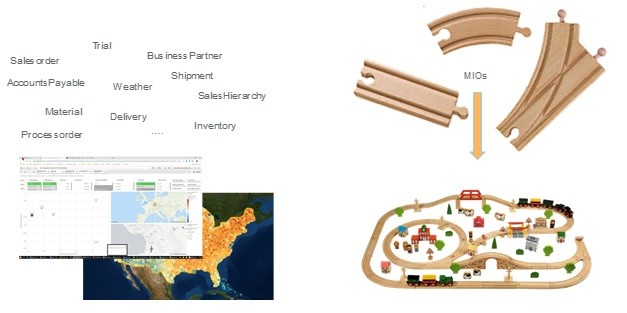 Trial
Sales order
Business Partner
Accounts Payable
Weather
Shipment
Sales Hierarchy
Material
Delivery
Inventory
Process order
....
MIOs